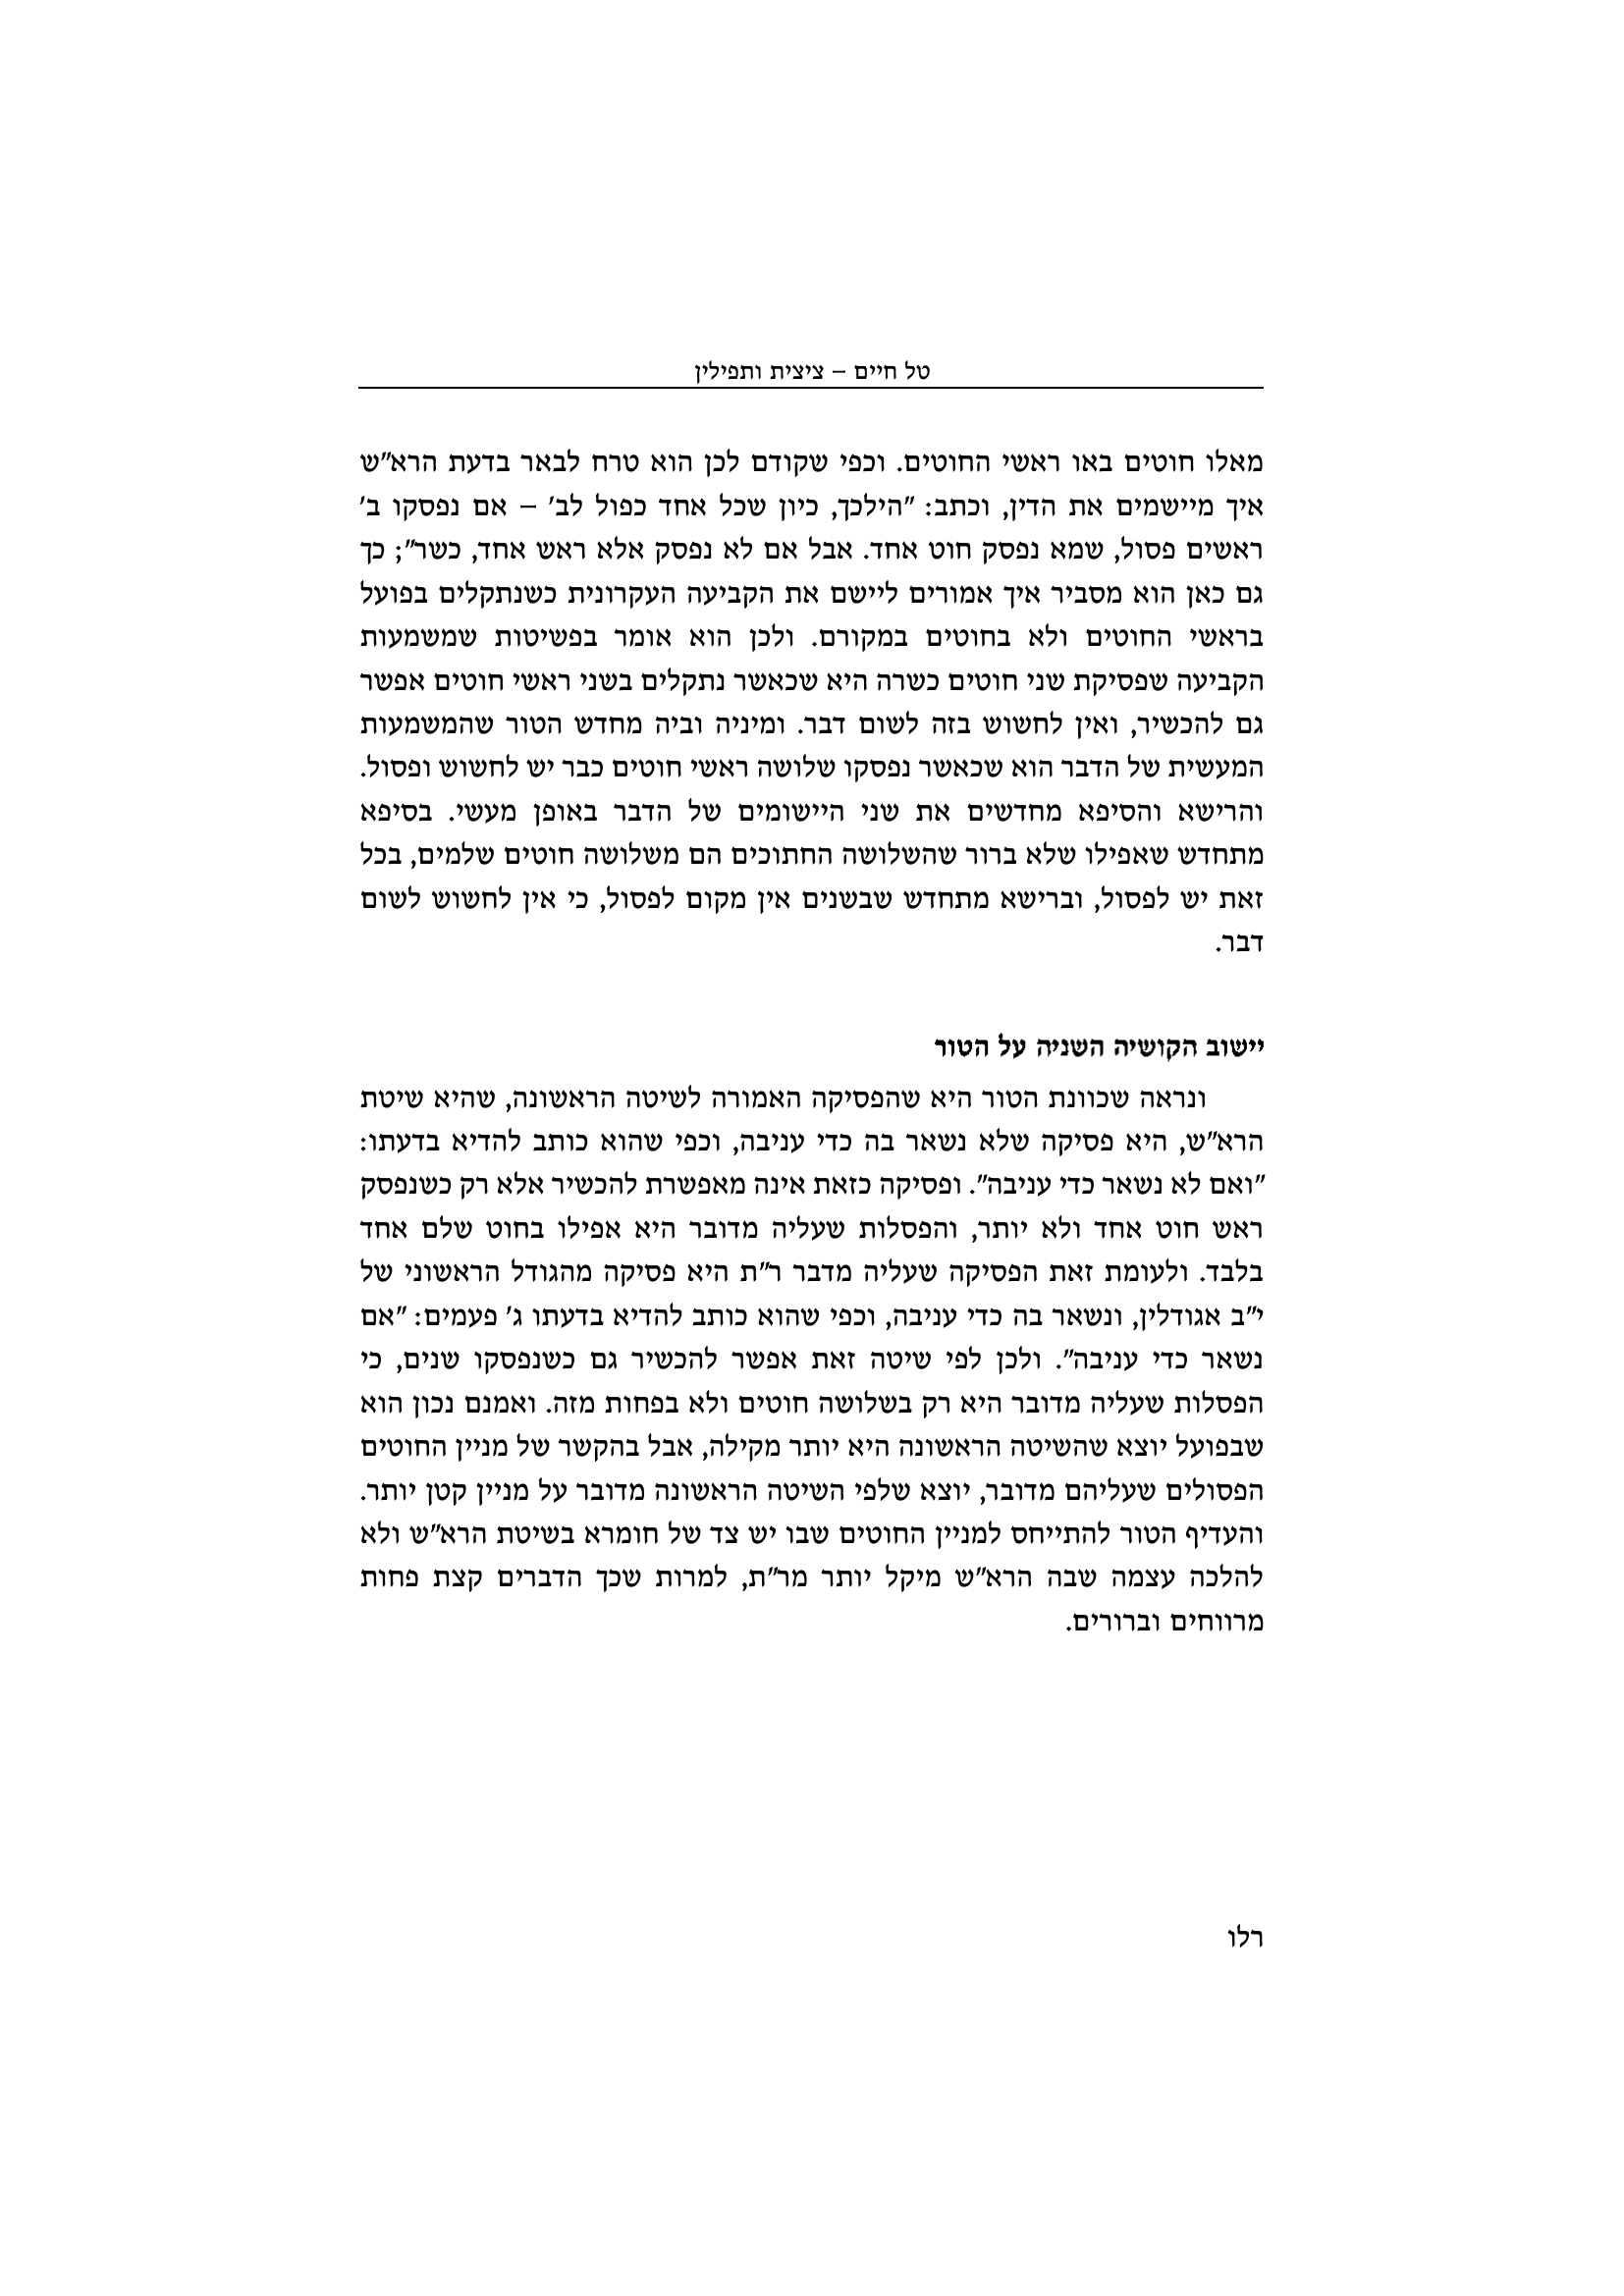 טל חיים – ציצית ותפילין
מאלו חוטים באו ראשי החוטים. וכפי שקודם לכן הוא טרח לבאר בדעת הרא"ש
איך מיישמים את הדין, וכתב: "הילכך, כיון שכל אחד כפול לב' – אם נפסקו ב'
ראשים פסול, שמא נפסק חוט אחד. אבל אם לא נפסק אלא ראש אחד, כשר"; כך
גם כאן הוא מסביר איך אמורים ליישם את הקביעה העקרונית כשנתקלים בפועל
בראשי החוטים ולא בחוטים במקורם. ולכן הוא אומר בפשיטות שמשמעות
הקביעה שפסיקת שני חוטים כשרה היא שכאשר נתקלים בשני ראשי חוטים אפשר
גם להכשיר, ואין לחשוש בזה לשום דבר. ומיניה וביה מחדש הטור שהמשמעות
המעשית של הדבר הוא שכאשר נפסקו שלושה ראשי חוטים כבר יש לחשוש ופסול.
והרישא והסיפא מחדשים את שני היישומים של הדבר באופן מעשי. בסיפא
מתחדש שאפילו שלא ברור שהשלושה החתוכים הם משלושה חוטים שלמים, בכל
זאת יש לפסול, וברישא מתחדש שבשנים אין מקום לפסול, כי אין לחשוש לשום
דבר.
יישוב הקושיה השניה על הטור
ונראה שכוונת הטור היא שהפסיקה האמורה לשיטה הראשונה, שהיא שיטת
הרא"ש, היא פסיקה שלא נשאר בה כדי עניבה, וכפי שהוא כותב להדיא בדעתו:
"ואם לא נשאר כדי עניבה". ופסיקה כזאת אינה מאפשרת להכשיר אלא רק כשנפסק
ראש חוט אחד ולא יותר, והפסלות שעליה מדובר היא אפילו בחוט שלם אחד
בלבד. ולעומת זאת הפסיקה שעליה מדבר ר"ת היא פסיקה מהגודל הראשוני של
י"ב אגודלין, ונשאר בה כדי עניבה, וכפי שהוא כותב להדיא בדעתו ג' פעמים: "אם
נשאר כדי עניבה". ולכן לפי שיטה זאת אפשר להכשיר גם כשנפסקו שנים, כי
הפסלות שעליה מדובר היא רק בשלושה חוטים ולא בפחות מזה. ואמנם נכון הוא
שבפועל יוצא שהשיטה הראשונה היא יותר מקילה, אבל בהקשר של מניין החוטים
הפסולים שעליהם מדובר, יוצא שלפי השיטה הראשונה מדובר על מניין קטן יותר.
והעדיף הטור להתייחס למניין החוטים שבו יש צד של חומרא בשיטת הרא"ש ולא
להלכה עצמה שבה הרא"ש מיקל יותר מר"ת, למרות שכך הדברים קצת פחות
מרווחים וברורים.
רלו